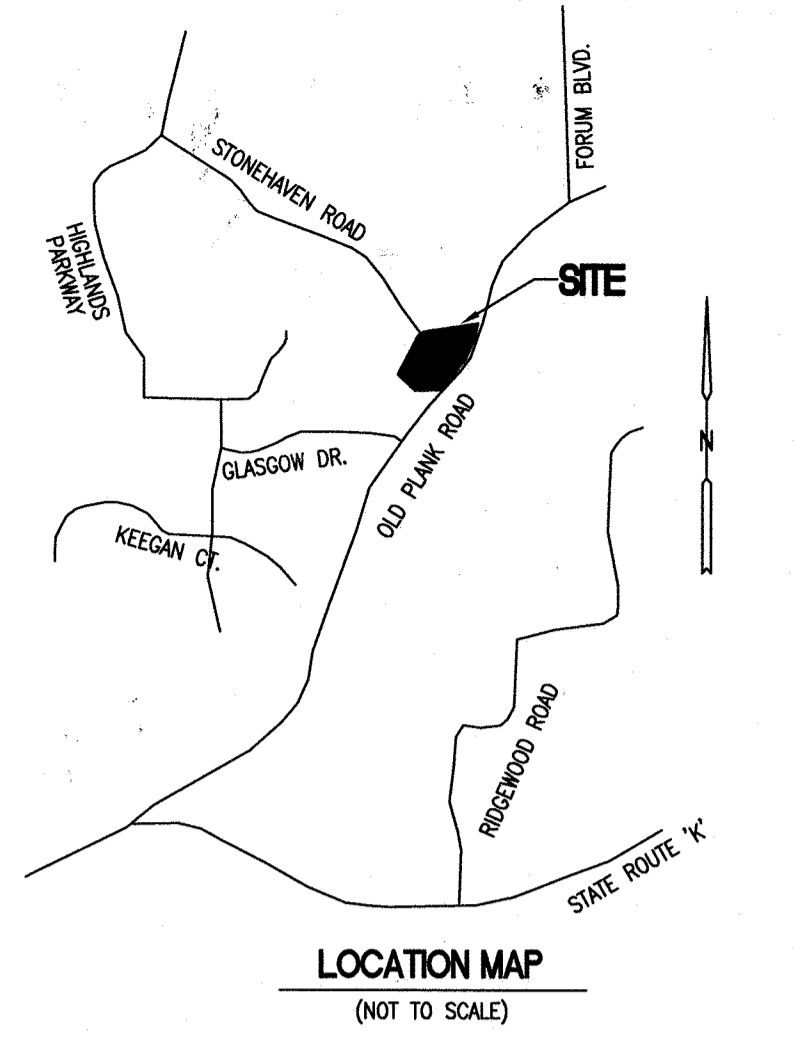 FORUM BLVD.
STONEHAVEN ROAD
HIGHLANDS
PARKWAY
SITE
N
OLD PLANK ROAD
GLASGOW DR.
KEEGAN CT.
RIDGEWOOD ROAD
STATE ROUTE 'K'
LOCATION MAP
(NOT TO SCALE)